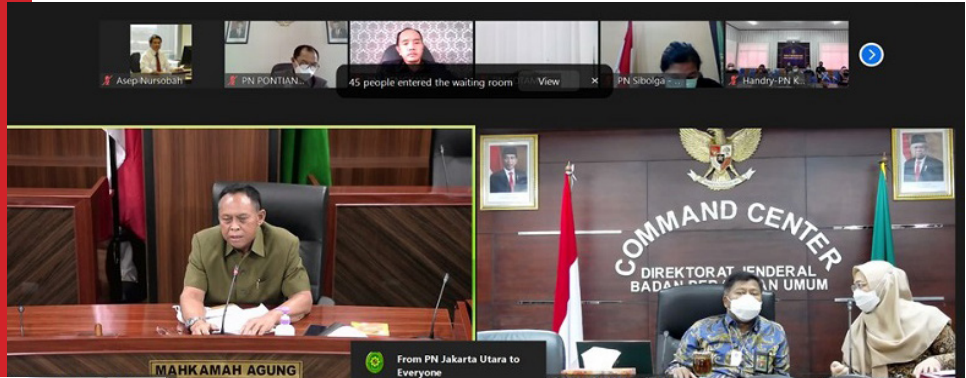 Asep Nursobah
PN PONTIAN...
45 people entered the waiting room
View
PN Sibolga
Handry-PN K...
COMMAND CENTER
DIREKTORAT JENDERAL
BADAN PERADILAN UMUM
MAHKAMAH AGUNG
From PN Jakarta Utara to
Everyone